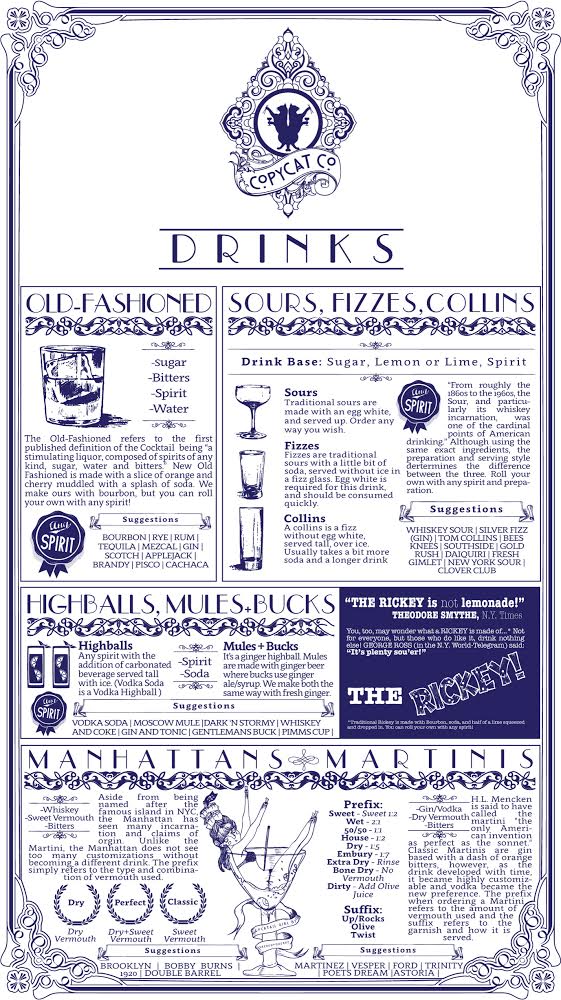 COPYCAT CO
DRINKS
OLD-FASHIONED
-Sugar
-Bitters
-Spirit
-Water
The Old-Fashioned refers to the first
published definition of the Cocktail being “a
stimulating liquor, composed of spirits of any
kind, sugar, water and bitters.” New Old
Fashioned is made with a slice of orange and
cherry muddled with a splash of soda. We
make ours with bourbon, but you can roll
your own with any spirit!
Any
SPIRIT
Suggestions
BOURBON | RYE | RUM |
TEQUILA | MEZCAL | GIN |
SCOTCH | APPLEJACK |
BRANDY | PISCO | CACHACA
SOURS, FIZZES, COLLINS
Drink Base: Sugar, Lemon or Lime, Spirit
Sours
Traditional sours are
made with an egg white,
and served up. Order any
way you wish.
Fizzes
Fizzes are traditional
sours with a little bit of
soda, served without ice in
a fizz glass. Egg white is
required for this drink,
and should be consumed
quickly.
Collins
A collins is a fizz
without egg white,
served tall, over ice.
Usually takes a bit more
soda and a longer drink
Any
SPIRIT
“From roughly the
1860s to the 1960s, the
Sour, and particu-
larly its whiskey
incarnation, was
one of the cardinal
points of American
drinking.” Although using the
same exact ingredients, the
preparation and serving style
dertermines the difference
between the three. Roll your
own with any spirit and prepa-
ration.
Suggestions
WHISKEY SOUR | SILVER FIZZ
(GIN) | TOM COLLINS | BEES
KNEES | SOUTHSIDE | GOLD
RUSH | DAIQUIRI | FRESH
GIMLET | NEW YORK SOUR |
CLOVER CLUB
HIGHBALLS, MULES+BUCKS
Highballs
Any spirit with the
addition of carbonated
beverage served tall
with ice. (Vodka Soda
is a Vodka Highball)
-Spirit
-Soda
Mules+Bucks
It's a ginger highball. Mules
are made with ginger beer
where bucks use ginger
ale/syrup. We make both the
same way with fresh ginger.
Any
SPIRIT
Suggestions
VODKA SODA | MOSCOW MULE |DARK 'N STORMY | WHISKEY
AND COKE | GIN AND TONIC | GENTLEMANS BUCK | PIMMS CUP |
“THE RICKEY is not lemonade!”
THEODORE SMYTHE, N.Y. Times
You, too, may wonder what a RICKEY is made of...* Not
for everyone, but those who do like it, drink nothing
else! GEORGE ROSS (in the N.Y. World-Telegram) said:
“It's plenty sou'er!”
THE RICKEY!
*Traditional Rickey is made with Bourbon, soda, and half of a lime squeezed
and dropped in. You can roll your own with any spirit!
MANHATTANS MARTINIS
-Whiskey
-Sweet Vermouth
-Bitters
Aside from being
named after the
famous island in NYC,
the Manhattan has
seen many incarna-
tion and claims of
orgin. Unlike the
Martini, the Manhattan does not see
too many customizations without
becoming a different drink. The prefix
simply refers to the type and combina-
tion of vermouth used.
Dry
Perfect
Classic
Dry
Vermouth
Dry+Sweet
Vermouth
Sweet
Vermouth
Suggestions
BROOKLYN | BOBBY BURNS
1920 | DOUBLE BARREL
Prefix:
Sweet - Sweet 1:2
Wet - 2:1
50/50 - 1:1
House - 1:2
Dry - 1:5
Embury - 1:7
Extra Dry - Rinse
Bone Dry - No
Vermouth
Dirty - Add Olive
Juice
Suffix:
Up/Rocks
Olive
Twist
-Gin/Vodka
-Dry Vermouth
-Bitters
H.L. Mencken
is said to have
called the
martini “the
only Ameri-
can invention
as perfect as the sonnet.”
Classic Martinis are gin
based with a dash of orange
bitters, however, as the
drink developed with time,
it became highly customiz-
able and vodka became the
new preference. The prefix
when ordering a Martini
refers to the amount of
vermouth used and the
suffix refers to the
garnish and how it is
served.
Suggestions
MARTINEZ | VESPER | FORD | TRINITY
|POETS DREAM |ASTORIA |